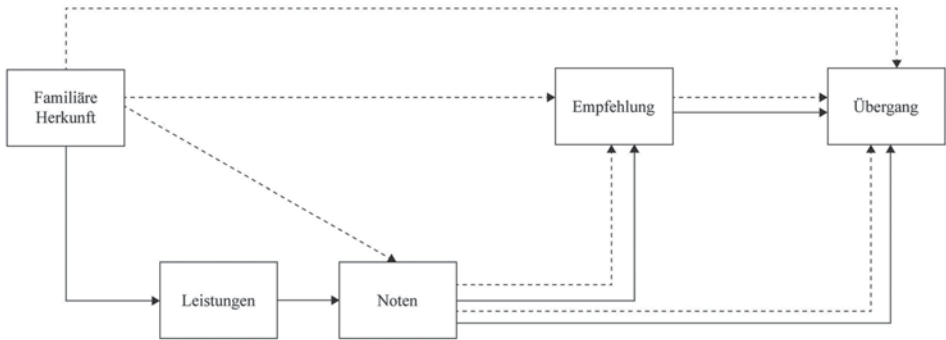 Familiäre
Herkunft
Empfehlung
Übergang
Leistungen
Noten